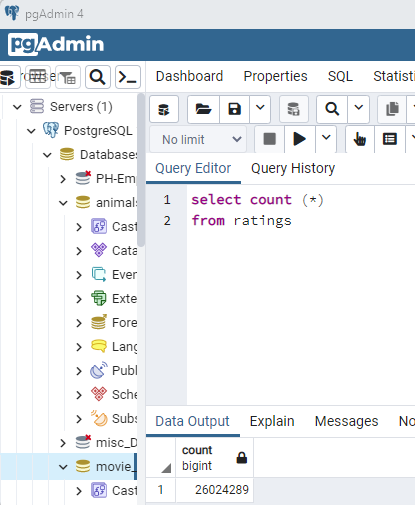 pgAdmin 4
pgAdmin
Dashboard Properties SQL Statisti
Servers (1)
PostgreSQL
Databases
PH-Em
animals
Cast
Cata
Even
Exte
Fore
Lang
Publ
Sche
Subs
misc_D
movie_
Cast
No limit
Query Editor Query History
1 select count (*)
2 from ratings
Data Output Explain Messages No
count
bigint
1 26024289